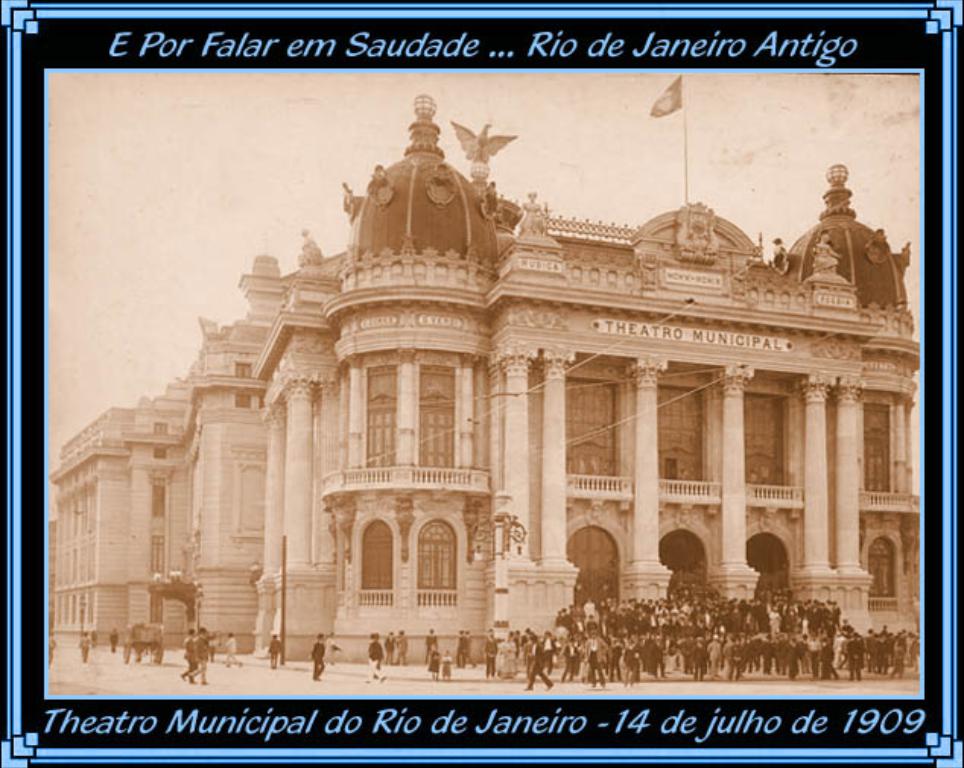 E Por Falar em Saudade ... Rio de Janeiro Antigo
MUSICA
THEATRO MUNICIPAL
POESIA
Theatro Municipal do Rio de Janeiro - 14 de julho de 1909